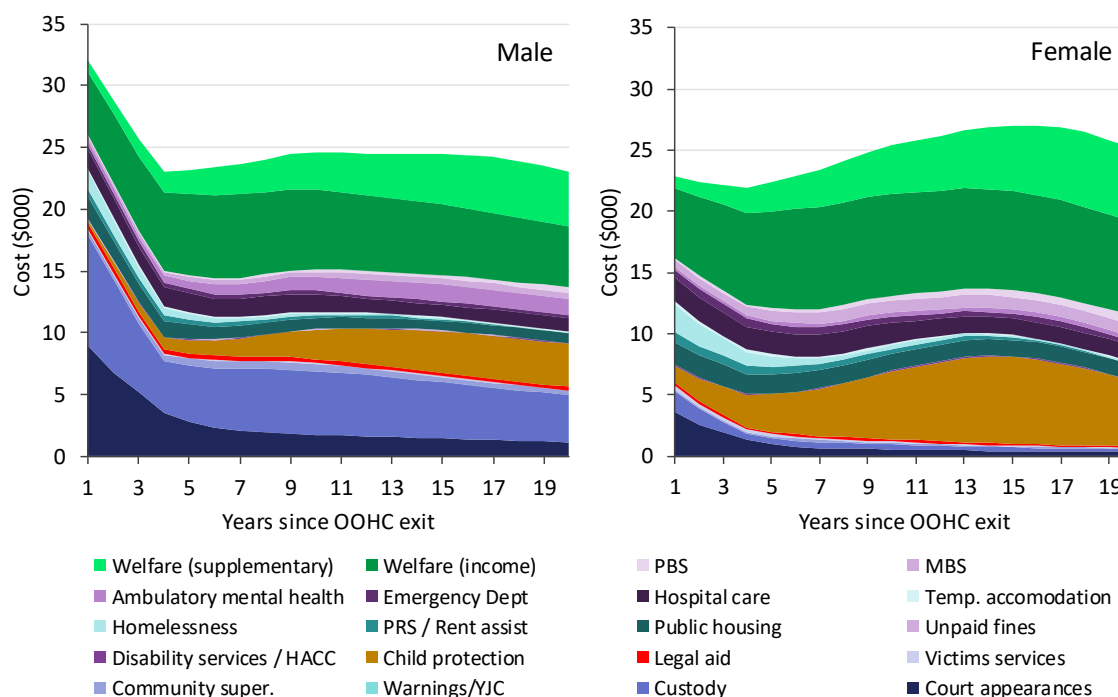 Male
Cost ($000)
35
30
25
20
15
10
5
0
1 3 5 7 9 11 13 15 17 19
Years since OOHC exit
Female
Cost ($000)
35
30
25
20
15
10
5
0
1 3 5 7 9 11 13 15 17 19
Years since OOHC exit
Welfare (supplementary) Welfare (income) PBS MBS
Ambulatory mental health Emergency Dept Hospital care Temp. accomodation
Homelessness PRS / Rent assist Public housing Unpaid fines
Disability services / HACC Child protection Legal aid Victims services
Community super. Warnings/YJC Custody Court appearances